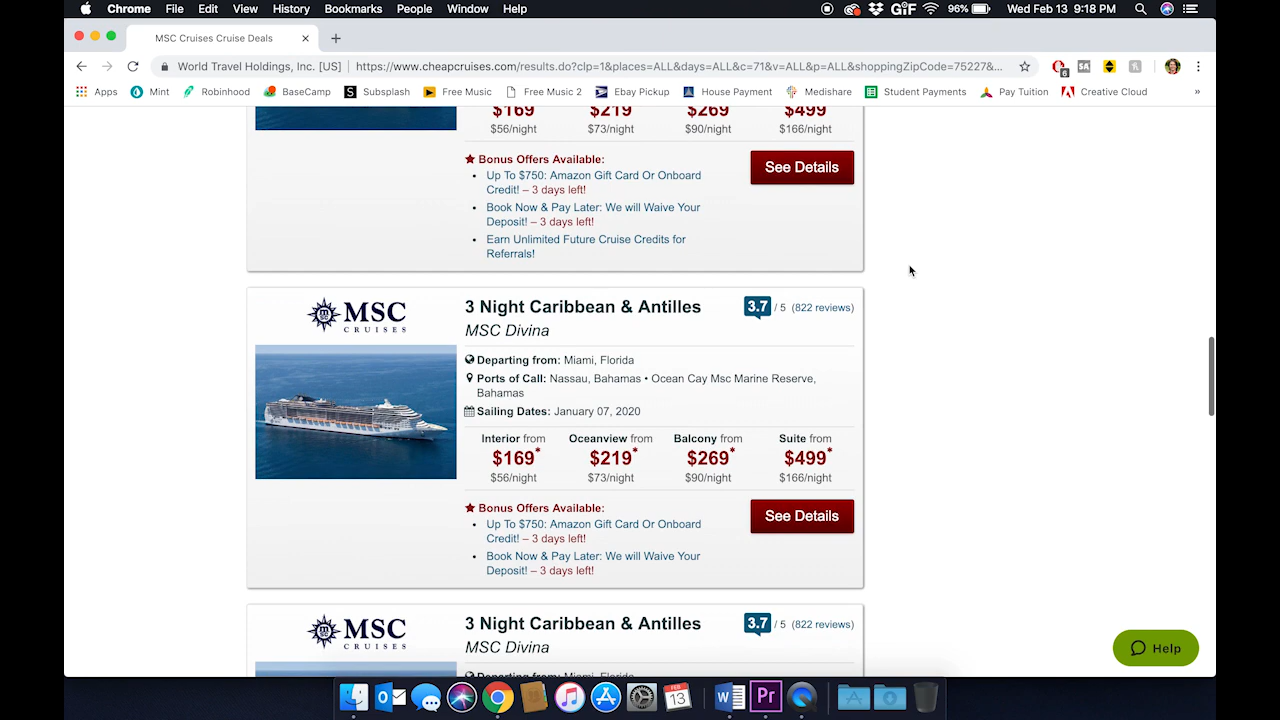 Chrome File Edit View History Bookmarks People Window Help GIF 96% Wed Feb 13 9:18 PM
MSC Cruises Cruise Deals
World Travel Holdings, Inc. [US] https://www.cheapcruises.com/results.do?clp=1&places=ALL&days=ALL&c=71&v=ALL&p=ALL&shoppingZipCode=75227&...
6 SA
Apps Mint Robinhood BaseCamp Subsplash Free Music Free Music 2 Ebay Pickup House Payment Medishare Student Payments Pay Tuition Creative Cloud »
$169 $219 $269 $499
$56/night $73/night $90/night $166/night
Bonus Offers Available:
See Details
• Up To $750: Amazon Gift Card Or Onboard
Credit! – 3 days left!
• Book Now & Pay Later: We will Waive Your
Deposit! – 3 days left!
• Earn Unlimited Future Cruise Credits for
Referrals!
MSC
CRUISES
3 Night Caribbean & Antilles 3.7 / 5 (822 reviews)
MSC Divina
Departing from: Miami, Florida
Ports of Call: Nassau, Bahamas • Ocean Cay Msc Marine Reserve,
Bahamas
Sailing Dates: January 07, 2020
Interior from Oceanview from Balcony from Suite from
$169* $219* $269* $499*
$56/night $73/night $90/night $166/night
Bonus Offers Available:
See Details
• Up To $750: Amazon Gift Card Or Onboard
Credit! – 3 days left!
• Book Now & Pay Later: We will Waive Your
Deposit! – 3 days left!
MSC
CRUISES
3 Night Caribbean & Antilles 3.7 / 5 (822 reviews)
MSC Divina
Departing from: Miami, Florida
Help
FEB
13
W Pr